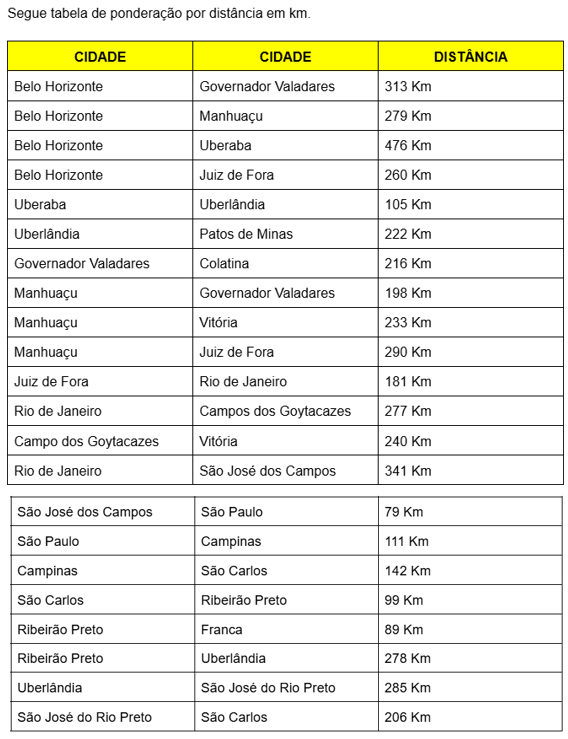 Segue tabela de ponderação por distância em km.
CIDADE CIDADE DISTÂNCIA
Belo Horizonte Governador Valadares 313 Km
Belo Horizonte Manhuaçu 279 Km
Belo Horizonte Uberaba 476 Km
Belo Horizonte Juiz de Fora 260 Km
Uberaba Uberlândia 105 Km
Uberlândia Patos de Minas 222 Km
Governador Valadares Colatina 216 Km
Manhuaçu Governador Valadares 198 Km
Manhuaçu Vitória 233 Km
Manhuaçu Juiz de Fora 290 Km
Juiz de Fora Rio de Janeiro 181 Km
Rio de Janeiro Campos dos Goytacazes 277 Km
Campo dos Goytacazes Vitória 240 Km
Rio de Janeiro São José dos Campos 341 Km
São José dos Campos São Paulo 79 Km
São Paulo Campinas 111 Km
Campinas São Carlos 142 Km
São Carlos Ribeirão Preto 99 Km
Ribeirão Preto Franca 89 Km
Ribeirão Preto Uberlândia 278 Km
Uberlândia São José do Rio Preto 285 Km
São José do Rio Preto São Carlos 206 Km